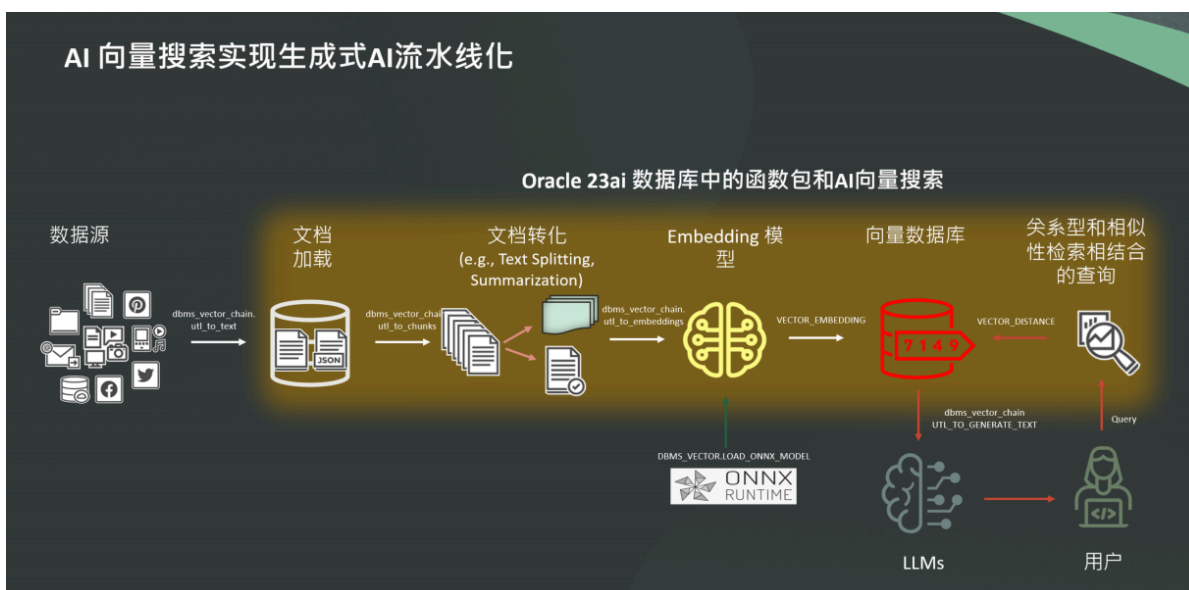 AI 向量搜索实现生成式AI流水线化
Oracle 23ai 数据库中的函数包和AI向量搜索
数据源
文档
加载
文档转化
(e.g., Text Splitting,
Summarization)
Embedding 模
型
向量数据库
关系型和相似
性检索相结合
的查询
dbms_vector_chain.
utl_to_text
dbms_vector_chai
utl_to_chunks
dbms_vector_chain.
utl_to_embeddings
VECTOR_EMBEDDING
VECTOR_DISTANCE
JSON
7 1 4 9
dbms_vector_chain
UTL_TO_GENERATE_TEXT
Query
DBMS_VECTOR.LOAD_ONNX_MODEL
ONNX
RUNTIME
</>
LLMs
用户